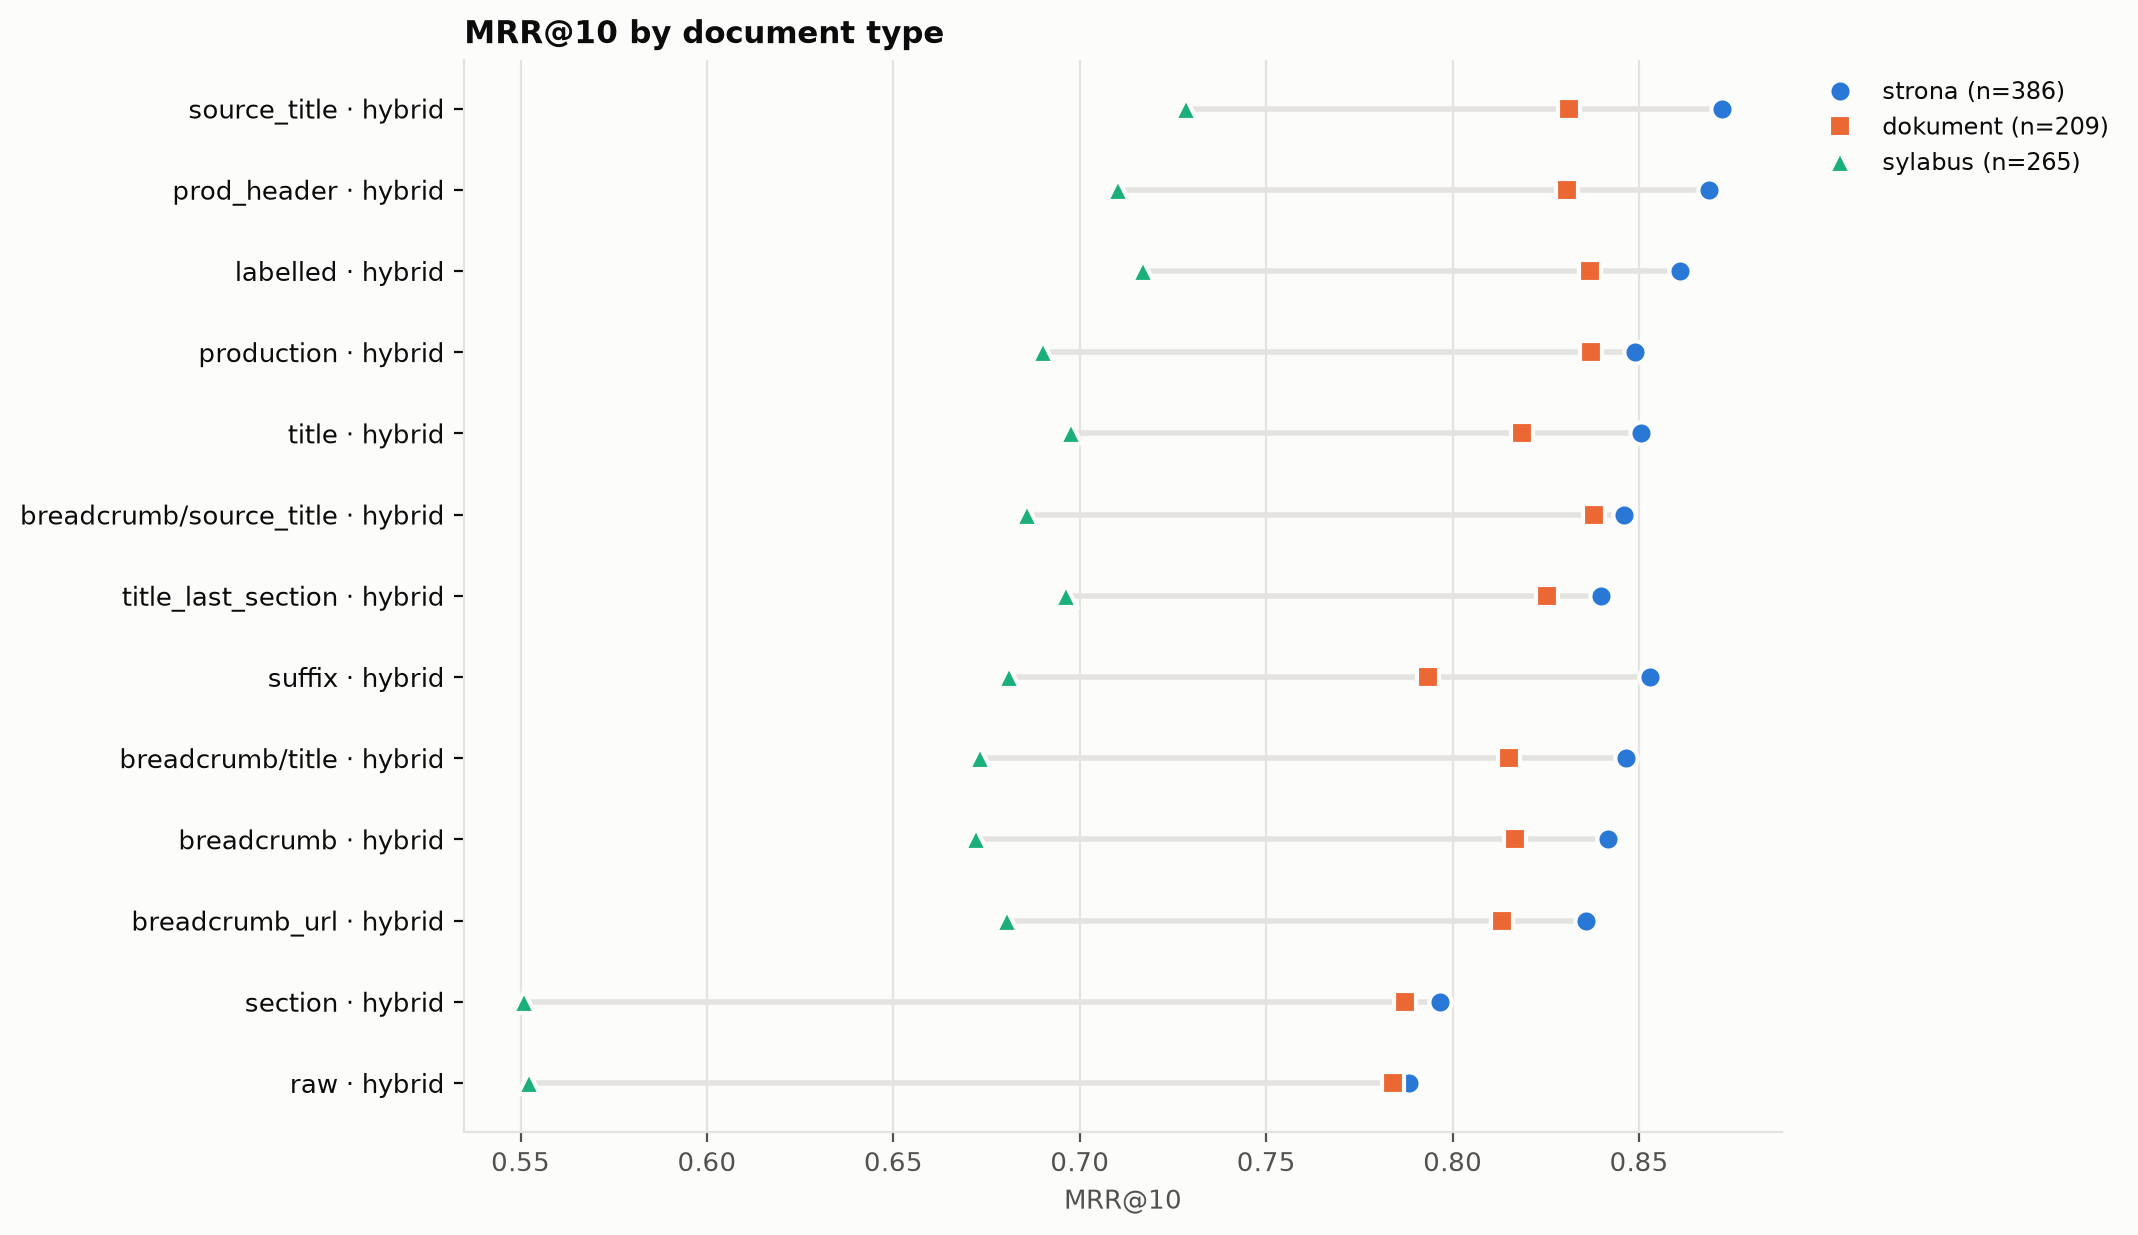 MRR@10 by document type
source_title · hybrid
prod_header · hybrid
labelled · hybrid
production · hybrid
title · hybrid
breadcrumb/source_title · hybrid
title_last_section · hybrid
suffix · hybrid
breadcrumb/title · hybrid
breadcrumb · hybrid
breadcrumb_url · hybrid
section · hybrid
raw · hybrid
0.55 0.60 0.65 0.70 0.75 0.80 0.85
MRR@10
strona (n=386)
dokument (n=209)
sylabus (n=265)